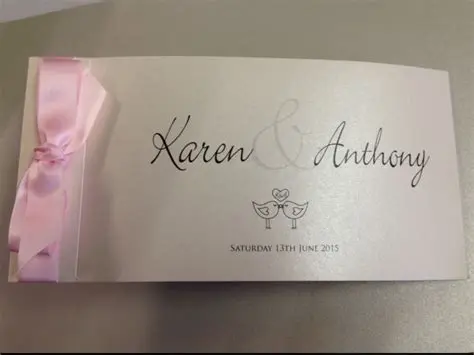 Karen & Anthony
SATURDAY 13TH JUNE 2015